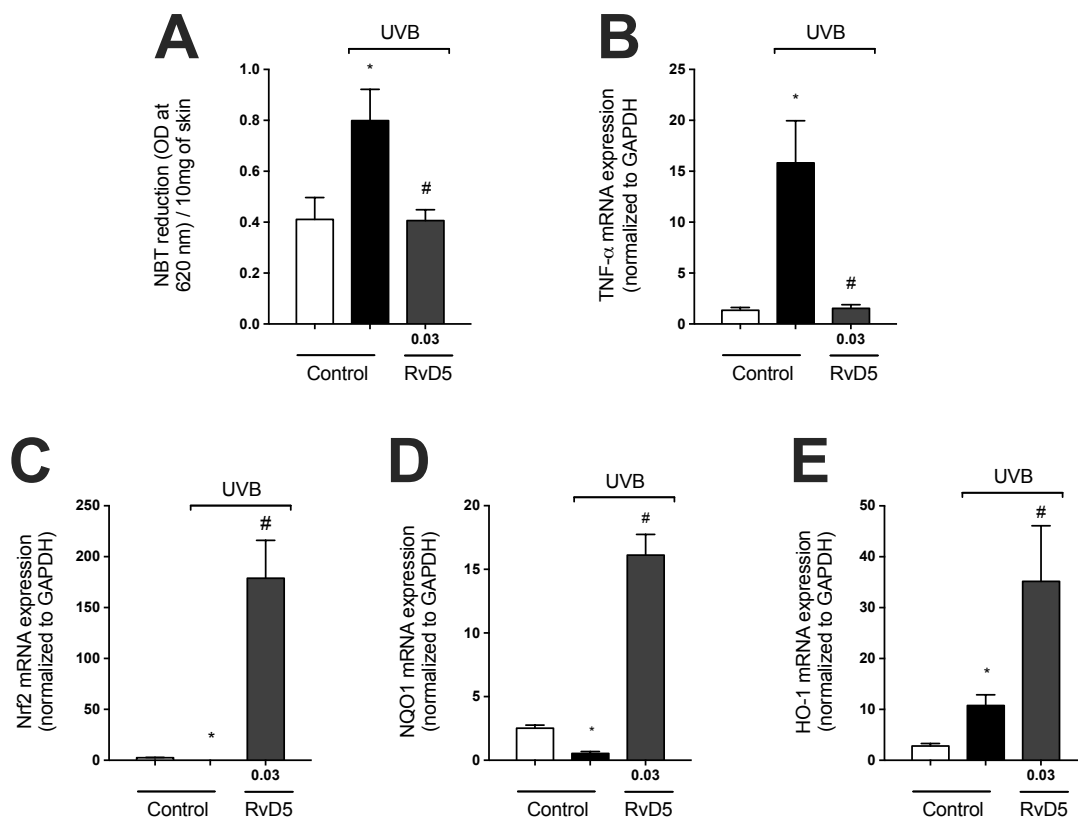 A
UVB
NBT reduction (OD at
620 nm) / 10mg of skin
1.0
0.8
0.6
0.4
0.2
0.0
*
#
0.03
Control
RvD5
B
UVB
TNF-α mRNA expression
(normalized to GAPDH
25
20
15
10
5
0
*
#
0.03
Control
RvD5
C
UVB
Nrf2 mRNA expression
(normalized to GAPDH)
250
200
150
100
50
0
*
#
0.03
Control
RvD5
D
UVB
NQO1 mRNA expression
(normalized to GAPDH)
20
15
10
5
0
*
#
0.03
Control
RvD5
E
UVB
HO-1 mRNA expression
(normalized to GAPDH)
50
40
30
20
10
0
*
#
0.03
Control
RvD5